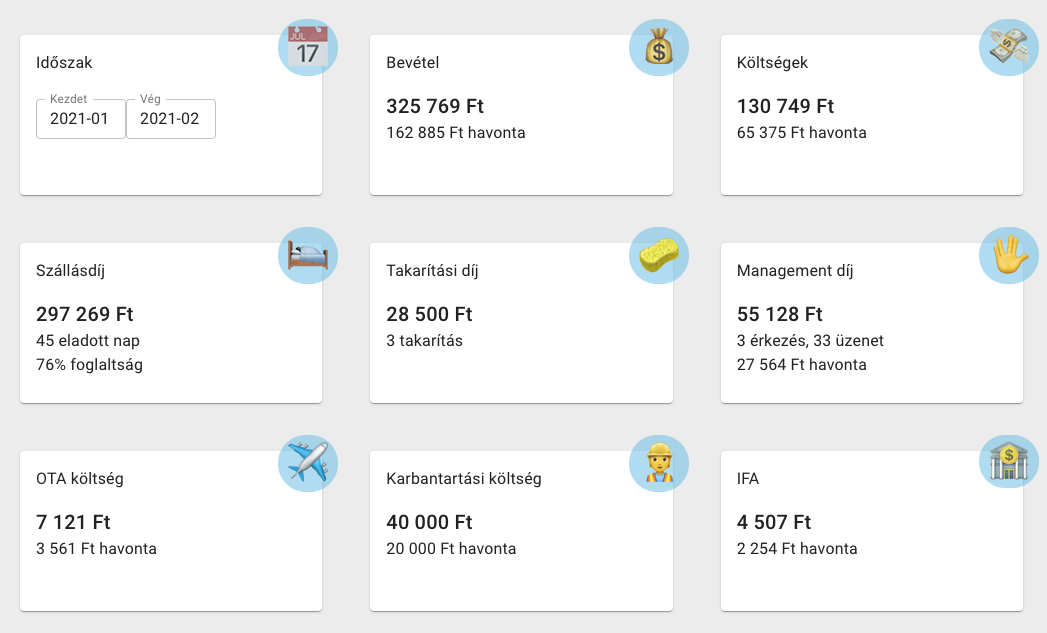 Időszak
Kezdet
2021-01
Vég
2021-02
JUL
17
Bevétel
$
325 769 Ft
162 885 Ft havonta
Költségek
130 749 Ft
65 375 Ft havonta
Szállásdíj
297 269 Ft
45 eladott nap
76% foglaltság
Takarítási díj
28 500 Ft
3 takarítás
Management díj
55 128 Ft
3 érkezés, 33 üzenet
27 564 Ft havonta
OTA költség
7 121 Ft
3 561 Ft havonta
Karbantartási költség
40 000 Ft
20 000 Ft havonta
IFA
$
4 507 Ft
2 254 Ft havonta